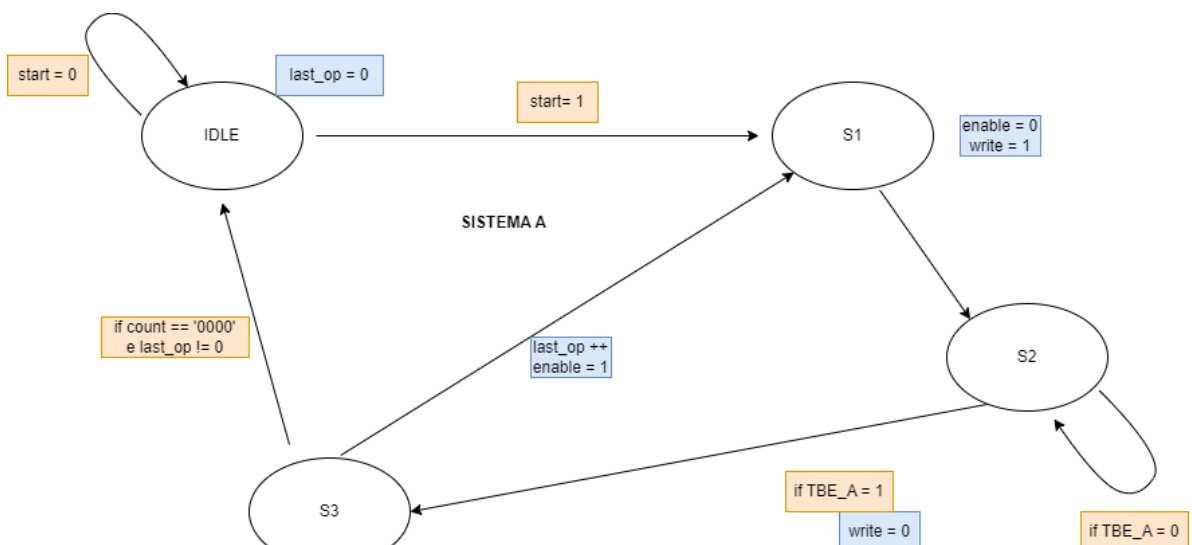 start = 0
last_op = 0
IDLE
start= 1
S1
enable = 0
write = 1
SISTEMA A
if count == '0000'
e last_op != 0
last_op ++
enable = 1
S2
S3
if TBE_A = 1
write = 0
if TBE_A = 0